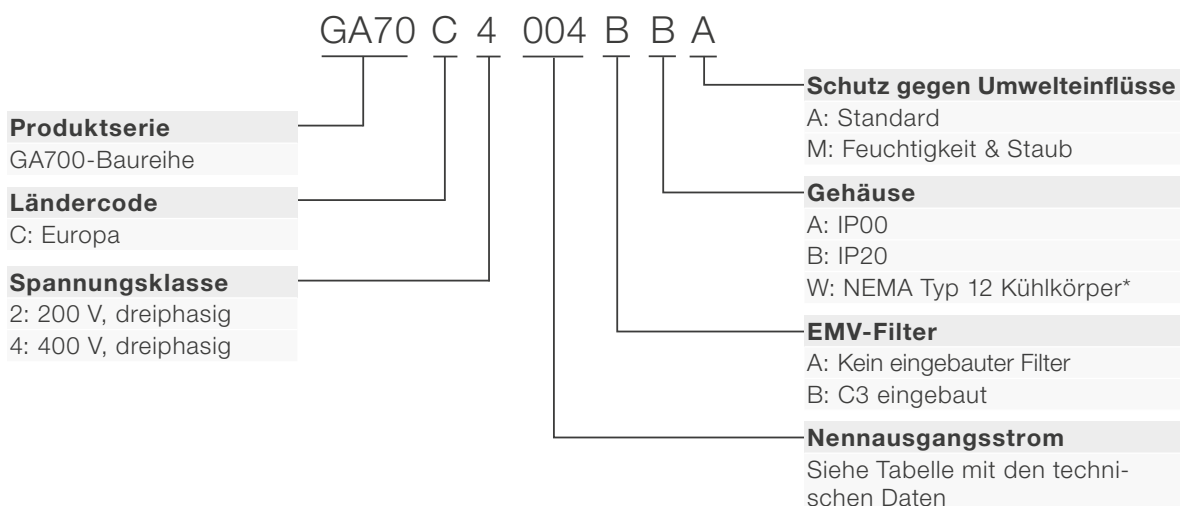 GA70 C 4 004 B B A
Produktserie
GA700-Baureihe
Ländercode
C: Europa
Spannungsklasse
2: 200 V, dreiphasig
4: 400 V, dreiphasig
Schutz gegen Umwelteinflüsse
A: Standard
M: Feuchtigkeit & Staub
Gehäuse
A: IP00
B: IP20
W: NEMA Typ 12 Kühlkörper*
EMV-Filter
A: Kein eingebauter Filter
B: C3 eingebaut
Nennausgangsstrom
Siehe Tabelle mit den techni-
schen Daten